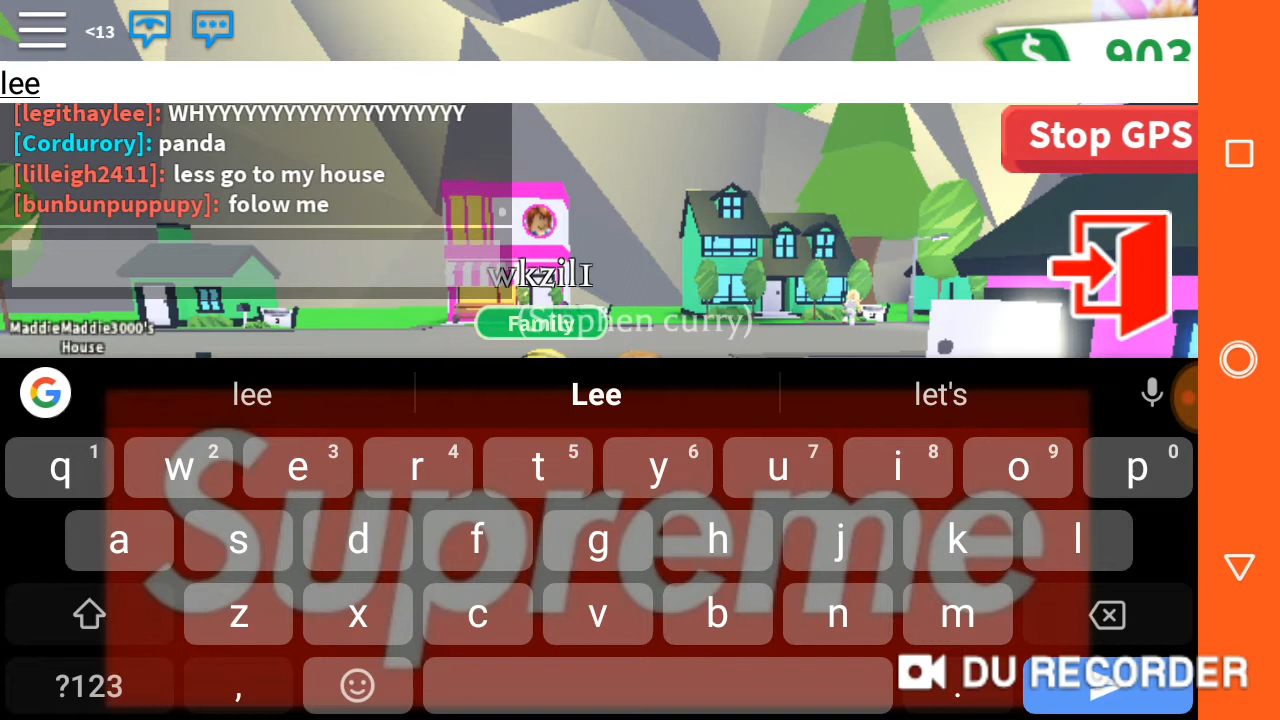 <13
903
lee
[legithaylee]: WHYYYYYYYYYYYYYYYYYYYY
[Cordurory]: panda
[lilleigh2411]: less go to my house
[bunbunpuppupy]: folow me
Stop GPS
wkzil1
(Stephen curry)
Family
MaddieMaddie3000's
House
G
lee Lee let's
q 1 w 2 e 3 r 4 t 5 y 6 u 7 i 8 o 9 p 0
a s d f g h j k l
Supreme
z x c v b n m
?123 , .
DU RECORDER